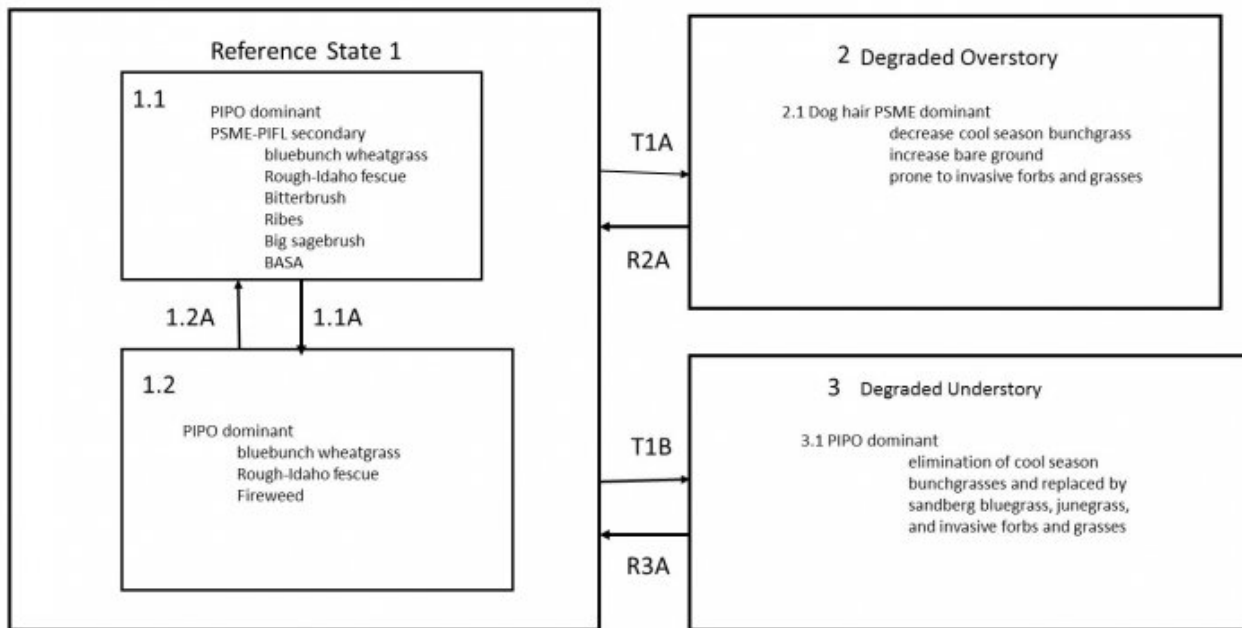 Reference State 1
1.1
PIPO dominant
PSME-PIFL secondary
bluebunch wheatgrass
Rough-Idaho fescue
Bitterbrush
Ribes
Big sagebrush
BASA
1.2A
1.1A
1.2
PIPO dominant
bluebunch wheatgrass
Rough-Idaho fescue
Fireweed
T1A
R2A
T1B
R3A
2 Degraded Overstory
2.1 Dog hair PSME dominant
decrease cool season bunchgrass
increase bare ground
prone to invasive forbs and grasses
3 Degraded Understory
3.1 PIPO dominant
elimination of cool season
bunchgrasses and replaced by
sandberg bluegrass, junegrass,
and invasive forbs and grasses